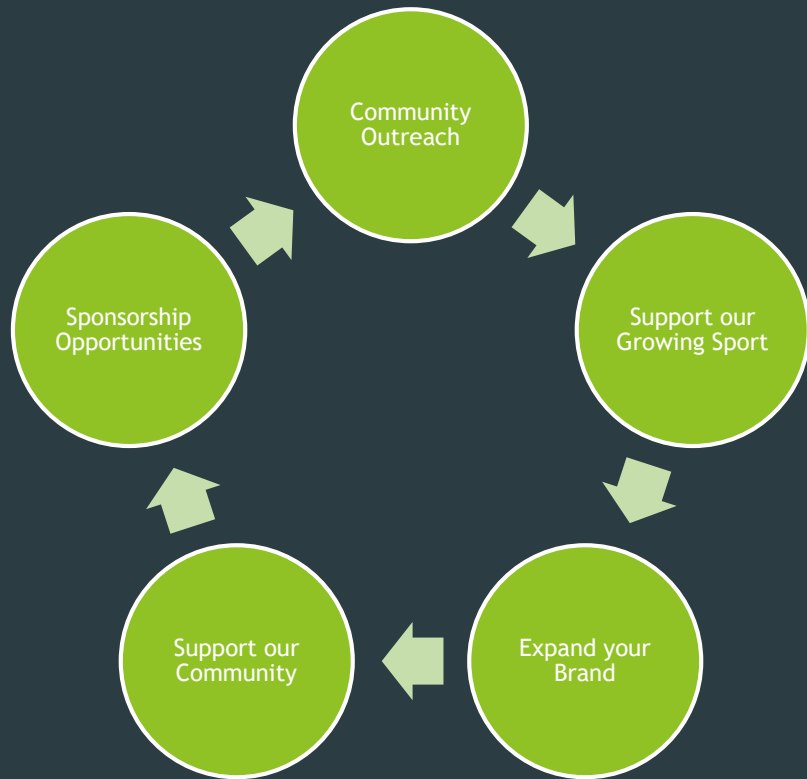 Community
Outreach
Support our
Growing Sport
Expand your
Brand
Support our
Community
Sponsorship
Opportunities